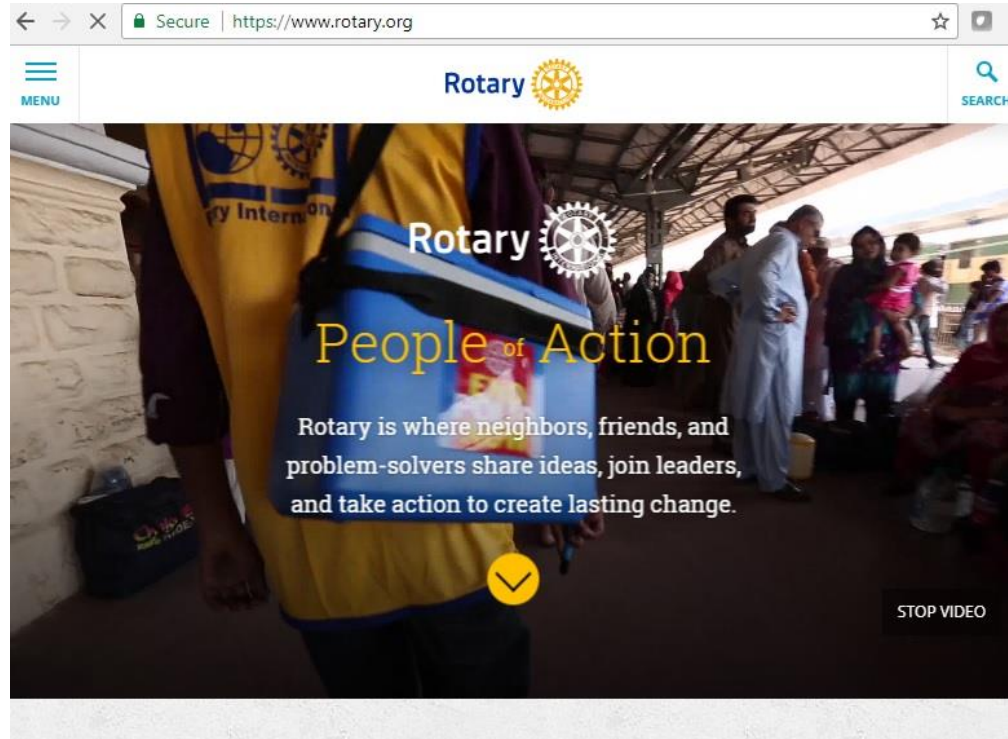 Secure | https://www.rotary.org
MENU
Rotary
SEARCH
Rotary
People of Action
Rotary is where neighbors, friends, and
problem-solvers share ideas, join leaders,
and take action to create lasting change.
STOP VIDEO